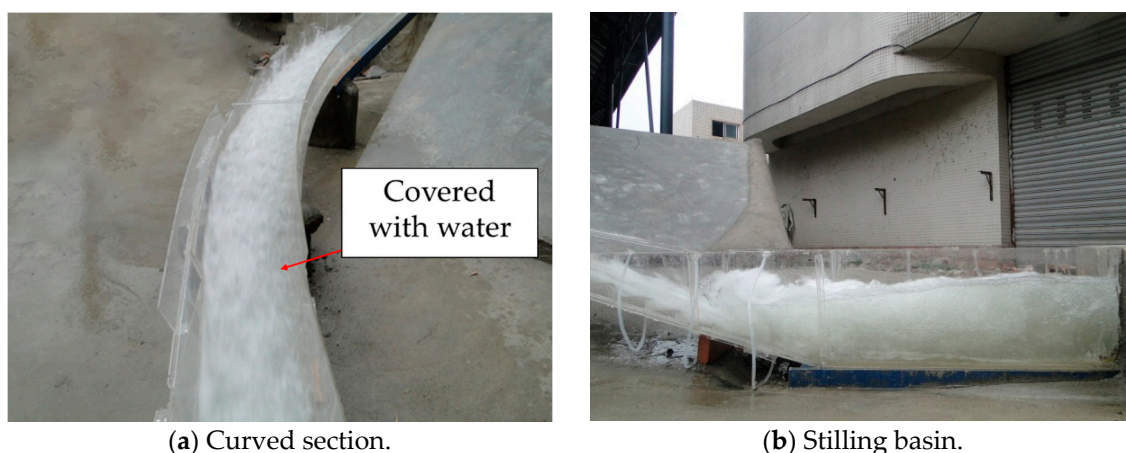 Covered
with water
(a) Curved section.
(b) Stilling basin.